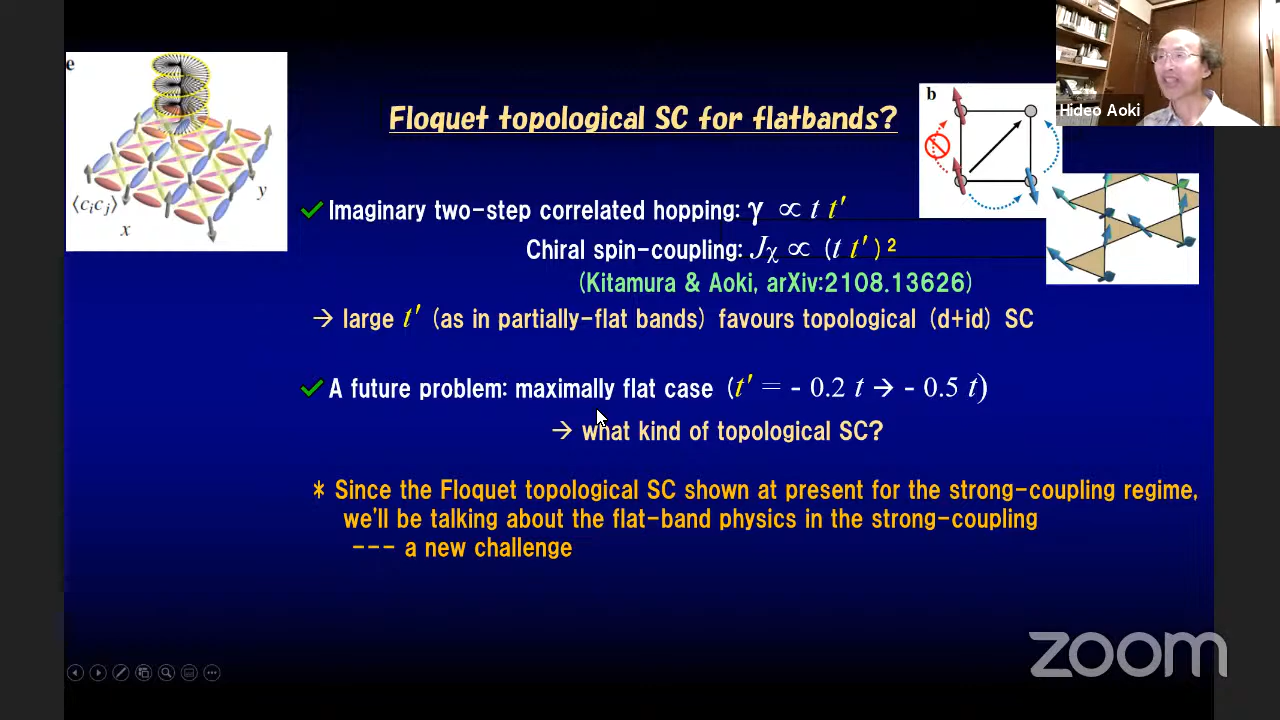 e
y
⟨cᵢcⱼ⟩
x
Floquet topological SC for flatbands?
b
Hideo Aoki
✓ Imaginary two-step correlated hopping: γ ∝ t t′
Chiral spin-coupling: Jχ ∝ (t t′)²
(Kitamura & Aoki, arXiv:2108.13626)
→ large t′ (as in partially-flat bands) favours topological (d+id) SC
✓ A future problem: maximally flat case (t′ = - 0.2 t → - 0.5 t)
→ what kind of topological SC?
* Since the Floquet topological SC shown at present for the strong-coupling regime,
we'll be talking about the flat-band physics in the strong-coupling
--- a new challenge
zoom